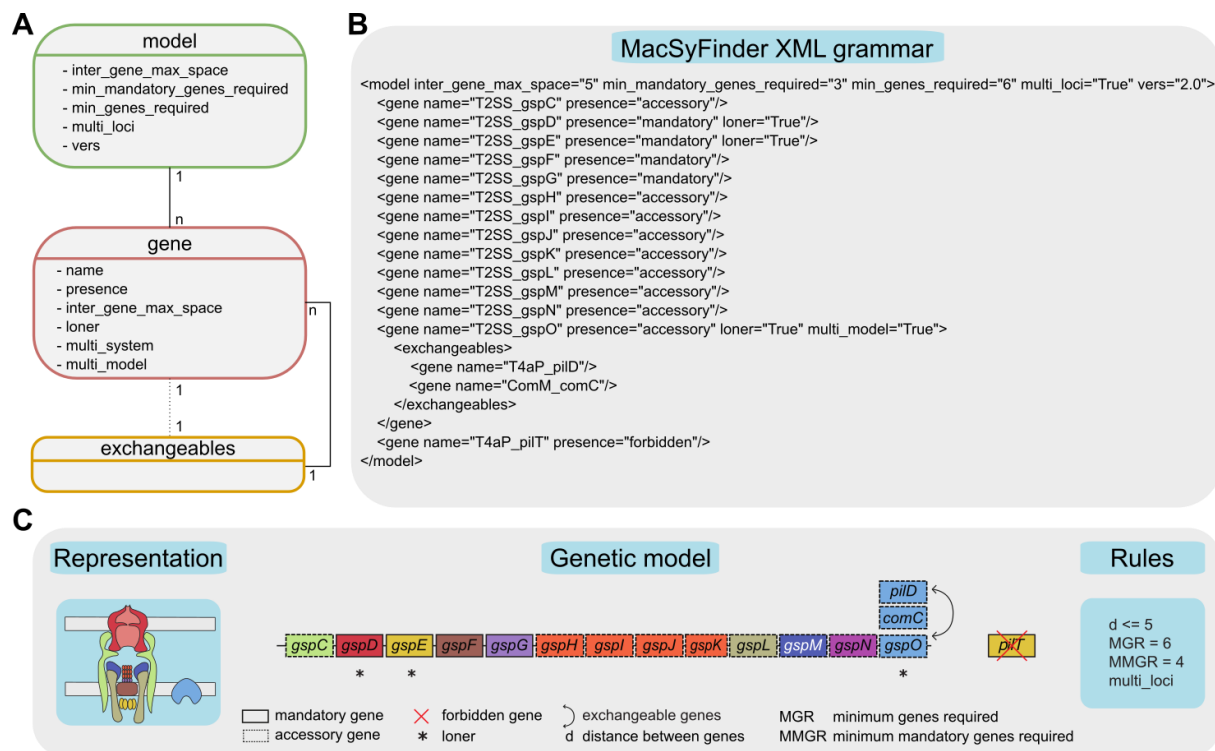 A
model
- inter_gene_max_space
- min_mandatory_genes_required
- min_genes_required
- multi_loci
- vers
1
n
gene
- name
- presence
- inter_gene_max_space
- loner
- multi_system
- multi_model
n
1
1
exchangeables
1
B
MacSyFinder XML grammar
<model inter_gene_max_space="5" min_mandatory_genes_required="3" min_genes_required="6" multi_loci="True" vers="2.0">
<gene name="T2SS_gspC" presence="accessory"/>
<gene name="T2SS_gspD" presence="mandatory" loner="True"/>
<gene name="T2SS_gspE" presence="mandatory" loner="True"/>
<gene name="T2SS_gspF" presence="mandatory"/>
<gene name="T2SS_gspG" presence="mandatory"/>
<gene name="T2SS_gspH" presence="accessory"/>
<gene name="T2SS_gspI" presence="accessory"/>
<gene name="T2SS_gspJ" presence="accessory"/>
<gene name="T2SS_gspK" presence="accessory"/>
<gene name="T2SS_gspL" presence="accessory"/>
<gene name="T2SS_gspM" presence="accessory"/>
<gene name="T2SS_gspN" presence="accessory"/>
<gene name="T2SS_gspO" presence="accessory" loner="True" multi_model="True">
<exchangeables>
<gene name="T4aP_pilD"/>
<gene name="ComM_comC"/>
</exchangeables>
</gene>
<gene name="T4aP_pilT" presence="forbidden"/>
</model>
C
Representation
Genetic model
Rules
pilD
comC
gspC gspD gspE gspF gspG gspH gspI gspJ gspK gspL gspM gspN gspO pilT
* * *
d <= 5
MGR = 6
MMGR = 4
multi_loci
mandatory gene forbidden gene exchangeable genes MGR minimum genes required
accessory gene * loner d distance between genes MMGR minimum mandatory genes required